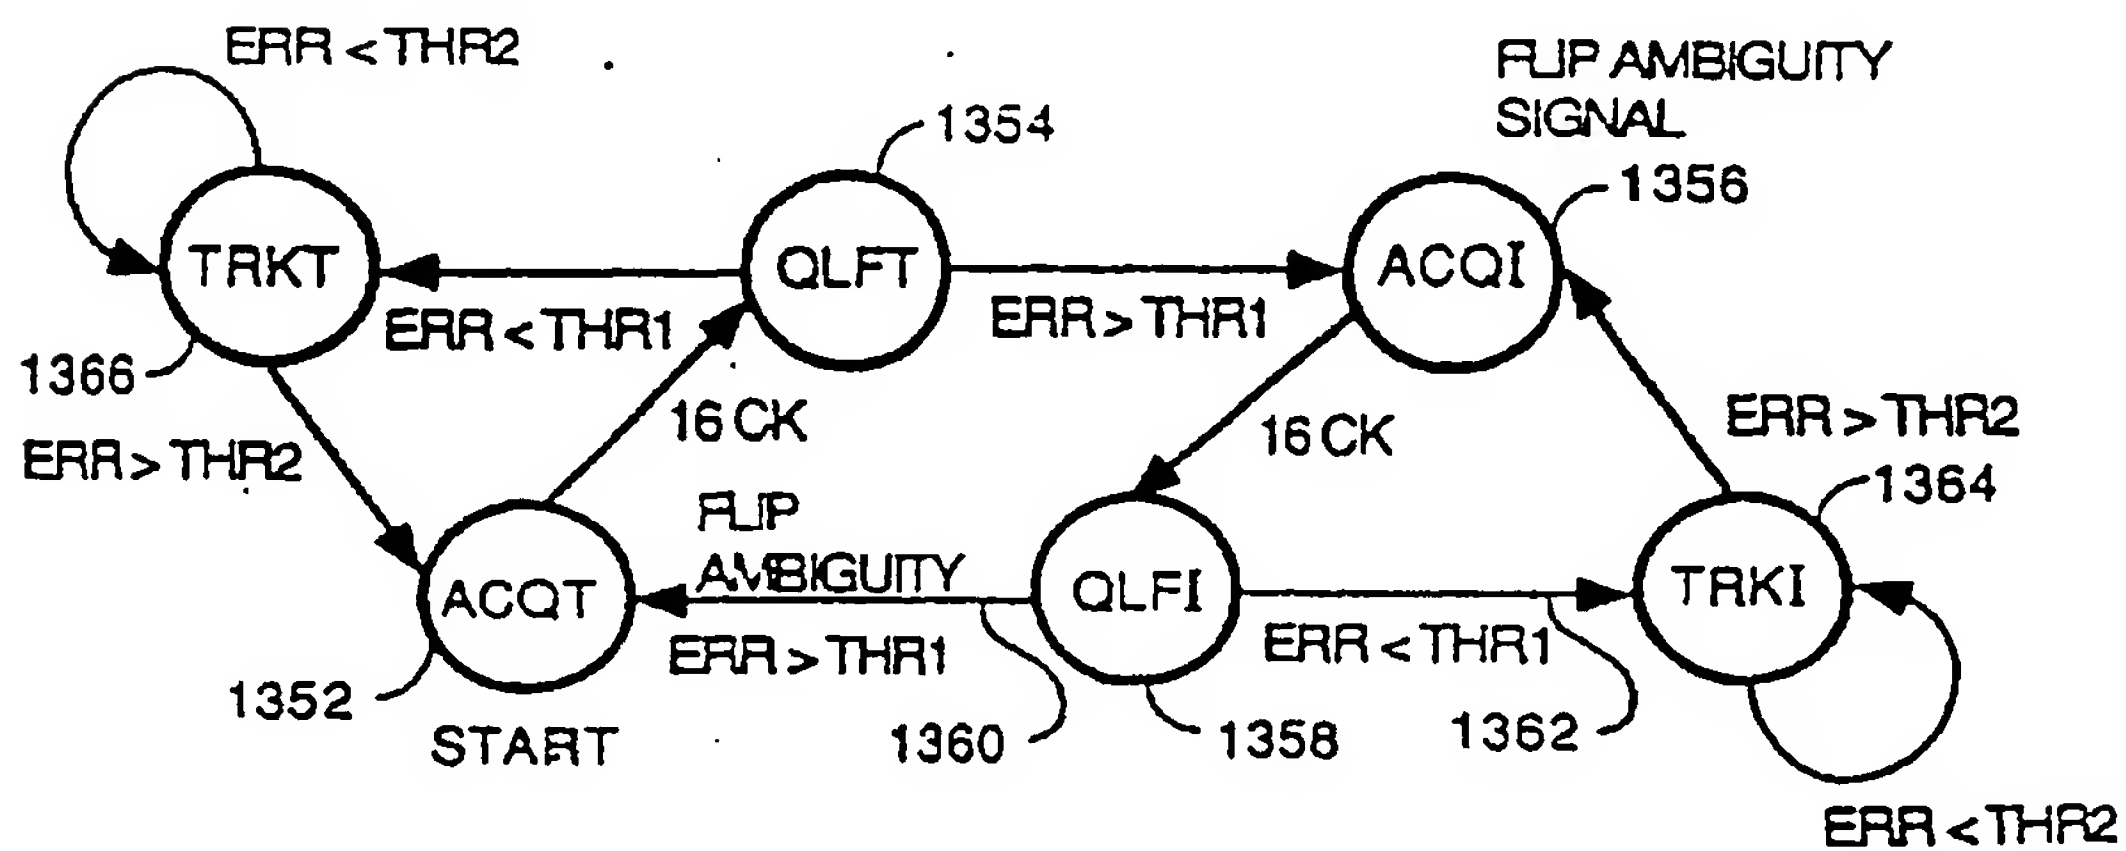 ERR < THR2
1354
FLIP AMBIGUITY
SIGNAL
1356
TRKT
QLFT
ACQI
ERR < THR1
ERR > THR1
1366
16 CK
16 CK
ERR > THR2
ERR > THR2
1364
FLIP
AMBIGUITY
ACQT
QLFI
TRKI
ERR > THR1
ERR < THR1
1352
START
1360
1358
1362
ERR < THR2